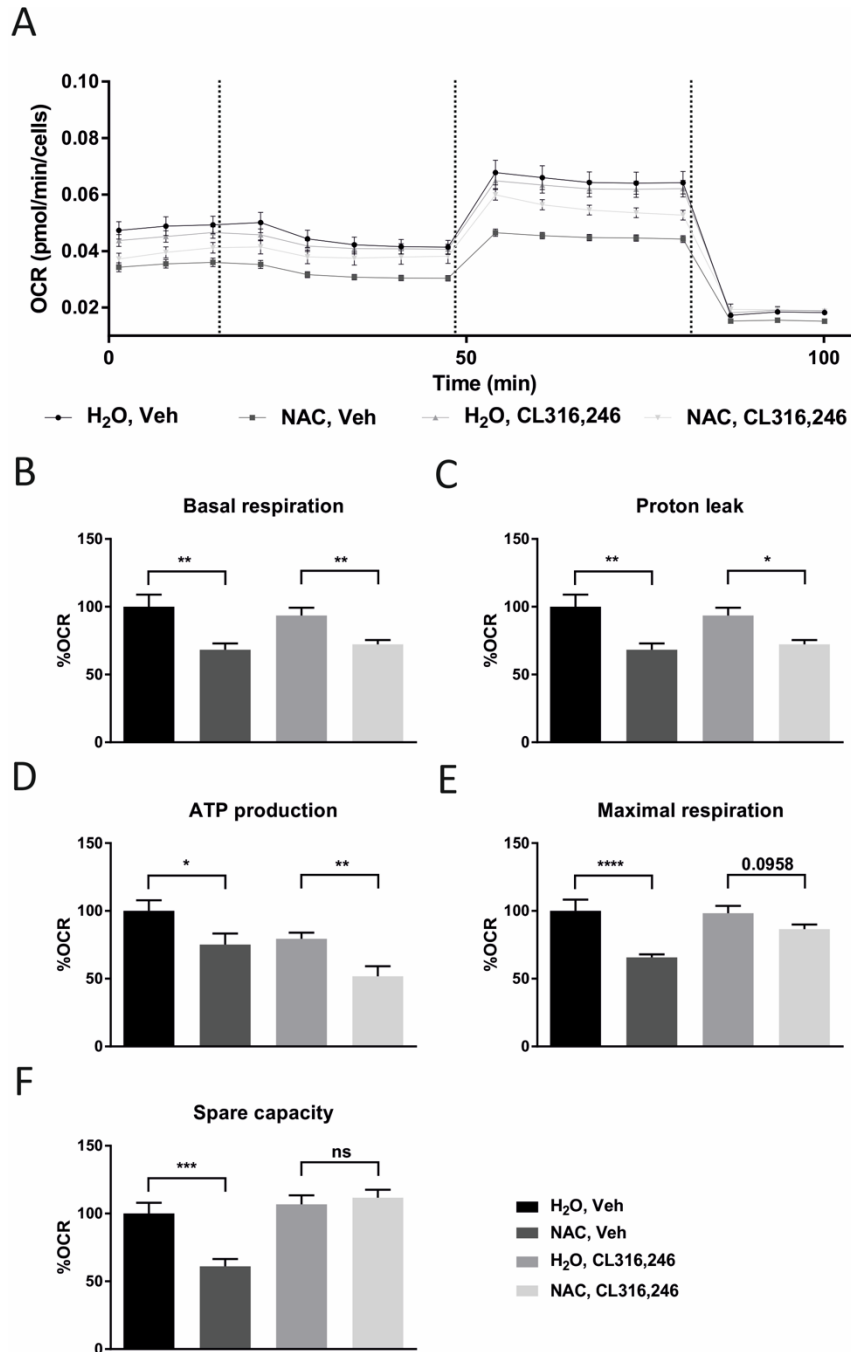 A
0.10
0.08
0.06
0.04
0.02
OCR (pmol/min/cells)
0
50
100
Time (min)
H₂O, Veh
NAC, Veh
H₂O, CL316,246
NAC, CL316,246
B
Basal respiration
150
100
50
0
%OCR
**
**
C
Proton leak
150
100
50
0
%OCR
**
*
D
ATP production
150
100
50
0
%OCR
*
**
E
Maximal respiration
150
100
50
0
%OCR
****
0.0958
F
Spare capacity
150
100
50
0
%OCR
***
ns
H₂O, Veh
NAC, Veh
H₂O, CL316,246
NAC, CL316,246